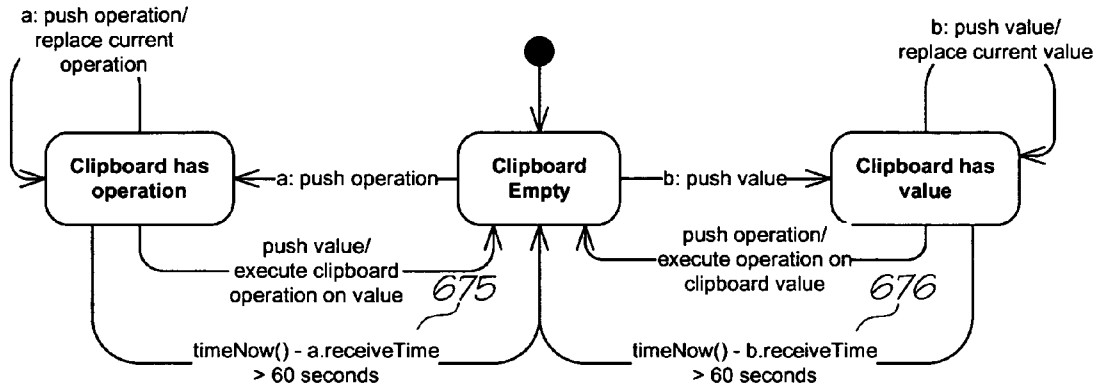 a: push operation/
replace current
operation
b: push value/
replace current value
Clipboard has
operation
a: push operation
Clipboard
Empty
b: push value
Clipboard has
value
push value/
execute clipboard
operation on value
675
push operation/
execute operation on
clipboard value
676
timeNow() - a.receiveTime
> 60 seconds
timeNow() - b.receiveTime
> 60 seconds